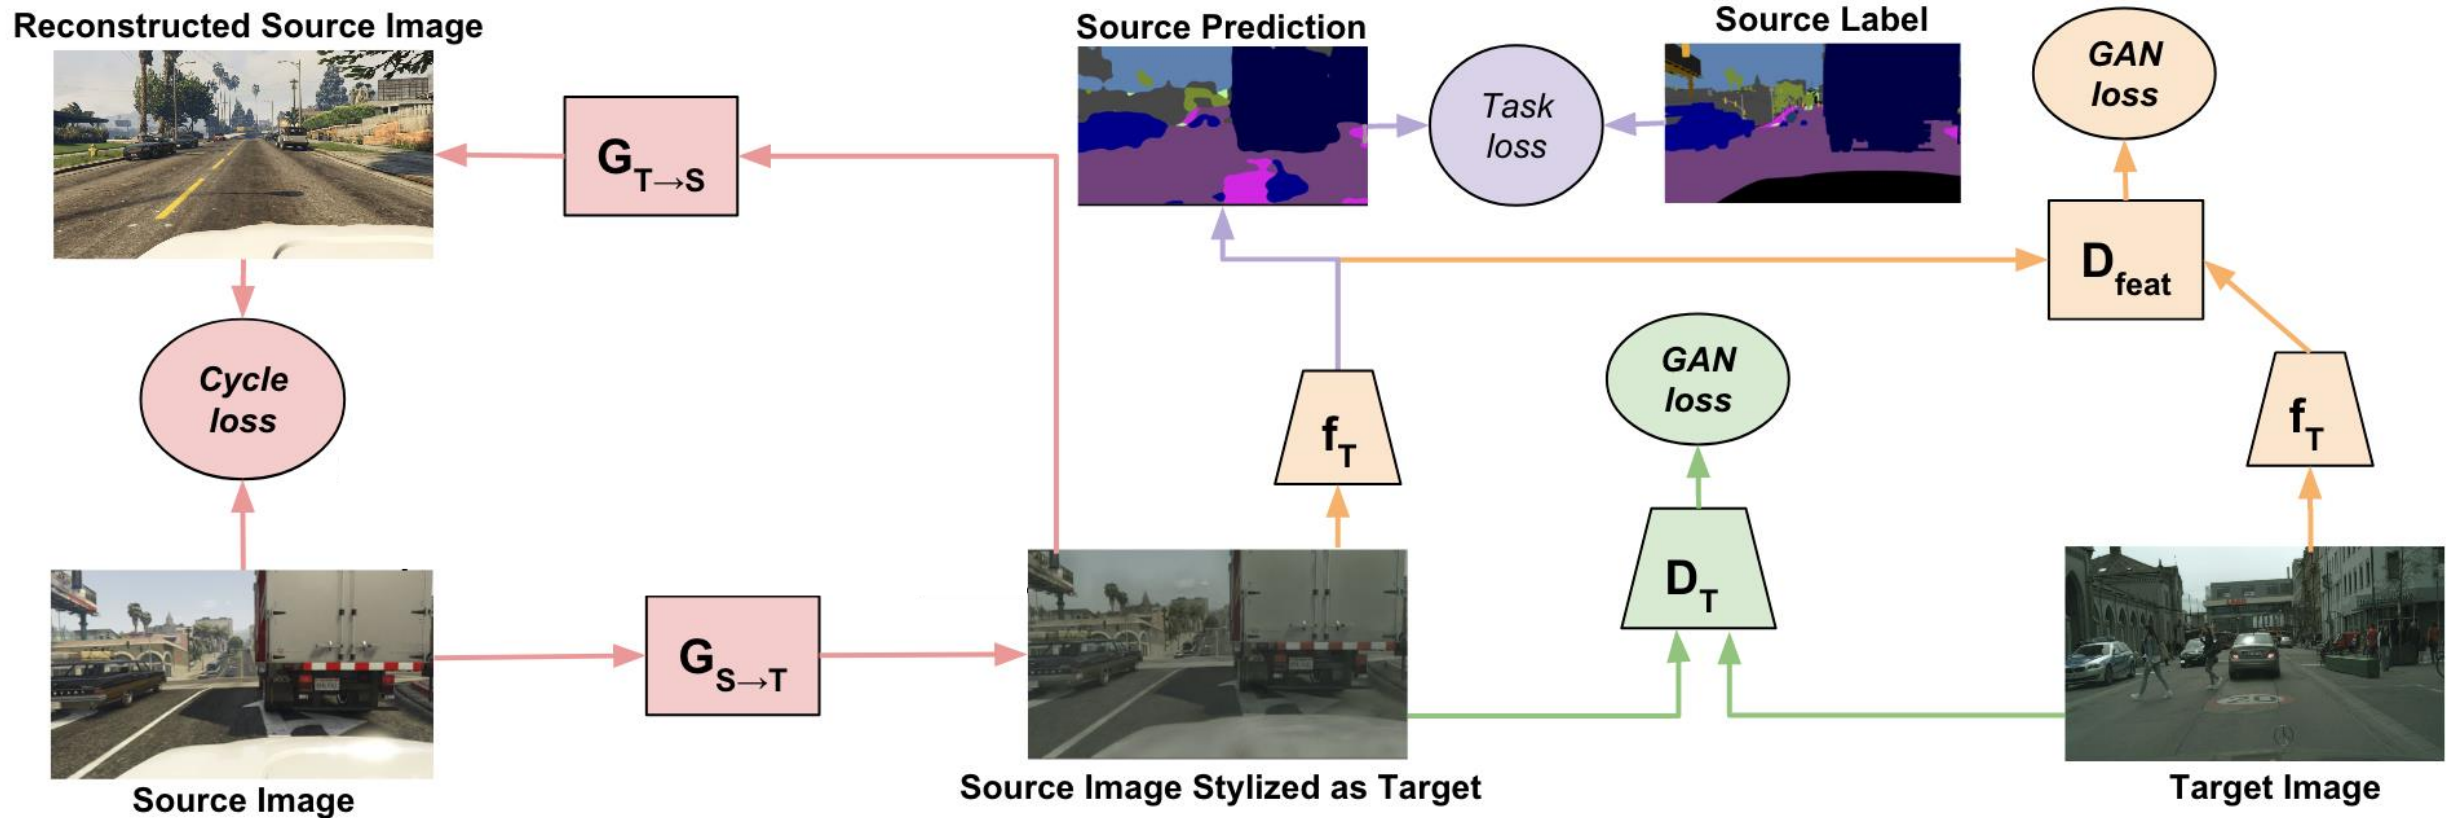 Reconstructed Source Image
Source Prediction
Source Label
GAN
loss
Task
loss
G T→S
D feat
Cycle
loss
GAN
loss
f T
f T
D T
G S→T
Source Image
Source Image Stylized as Target
Target Image